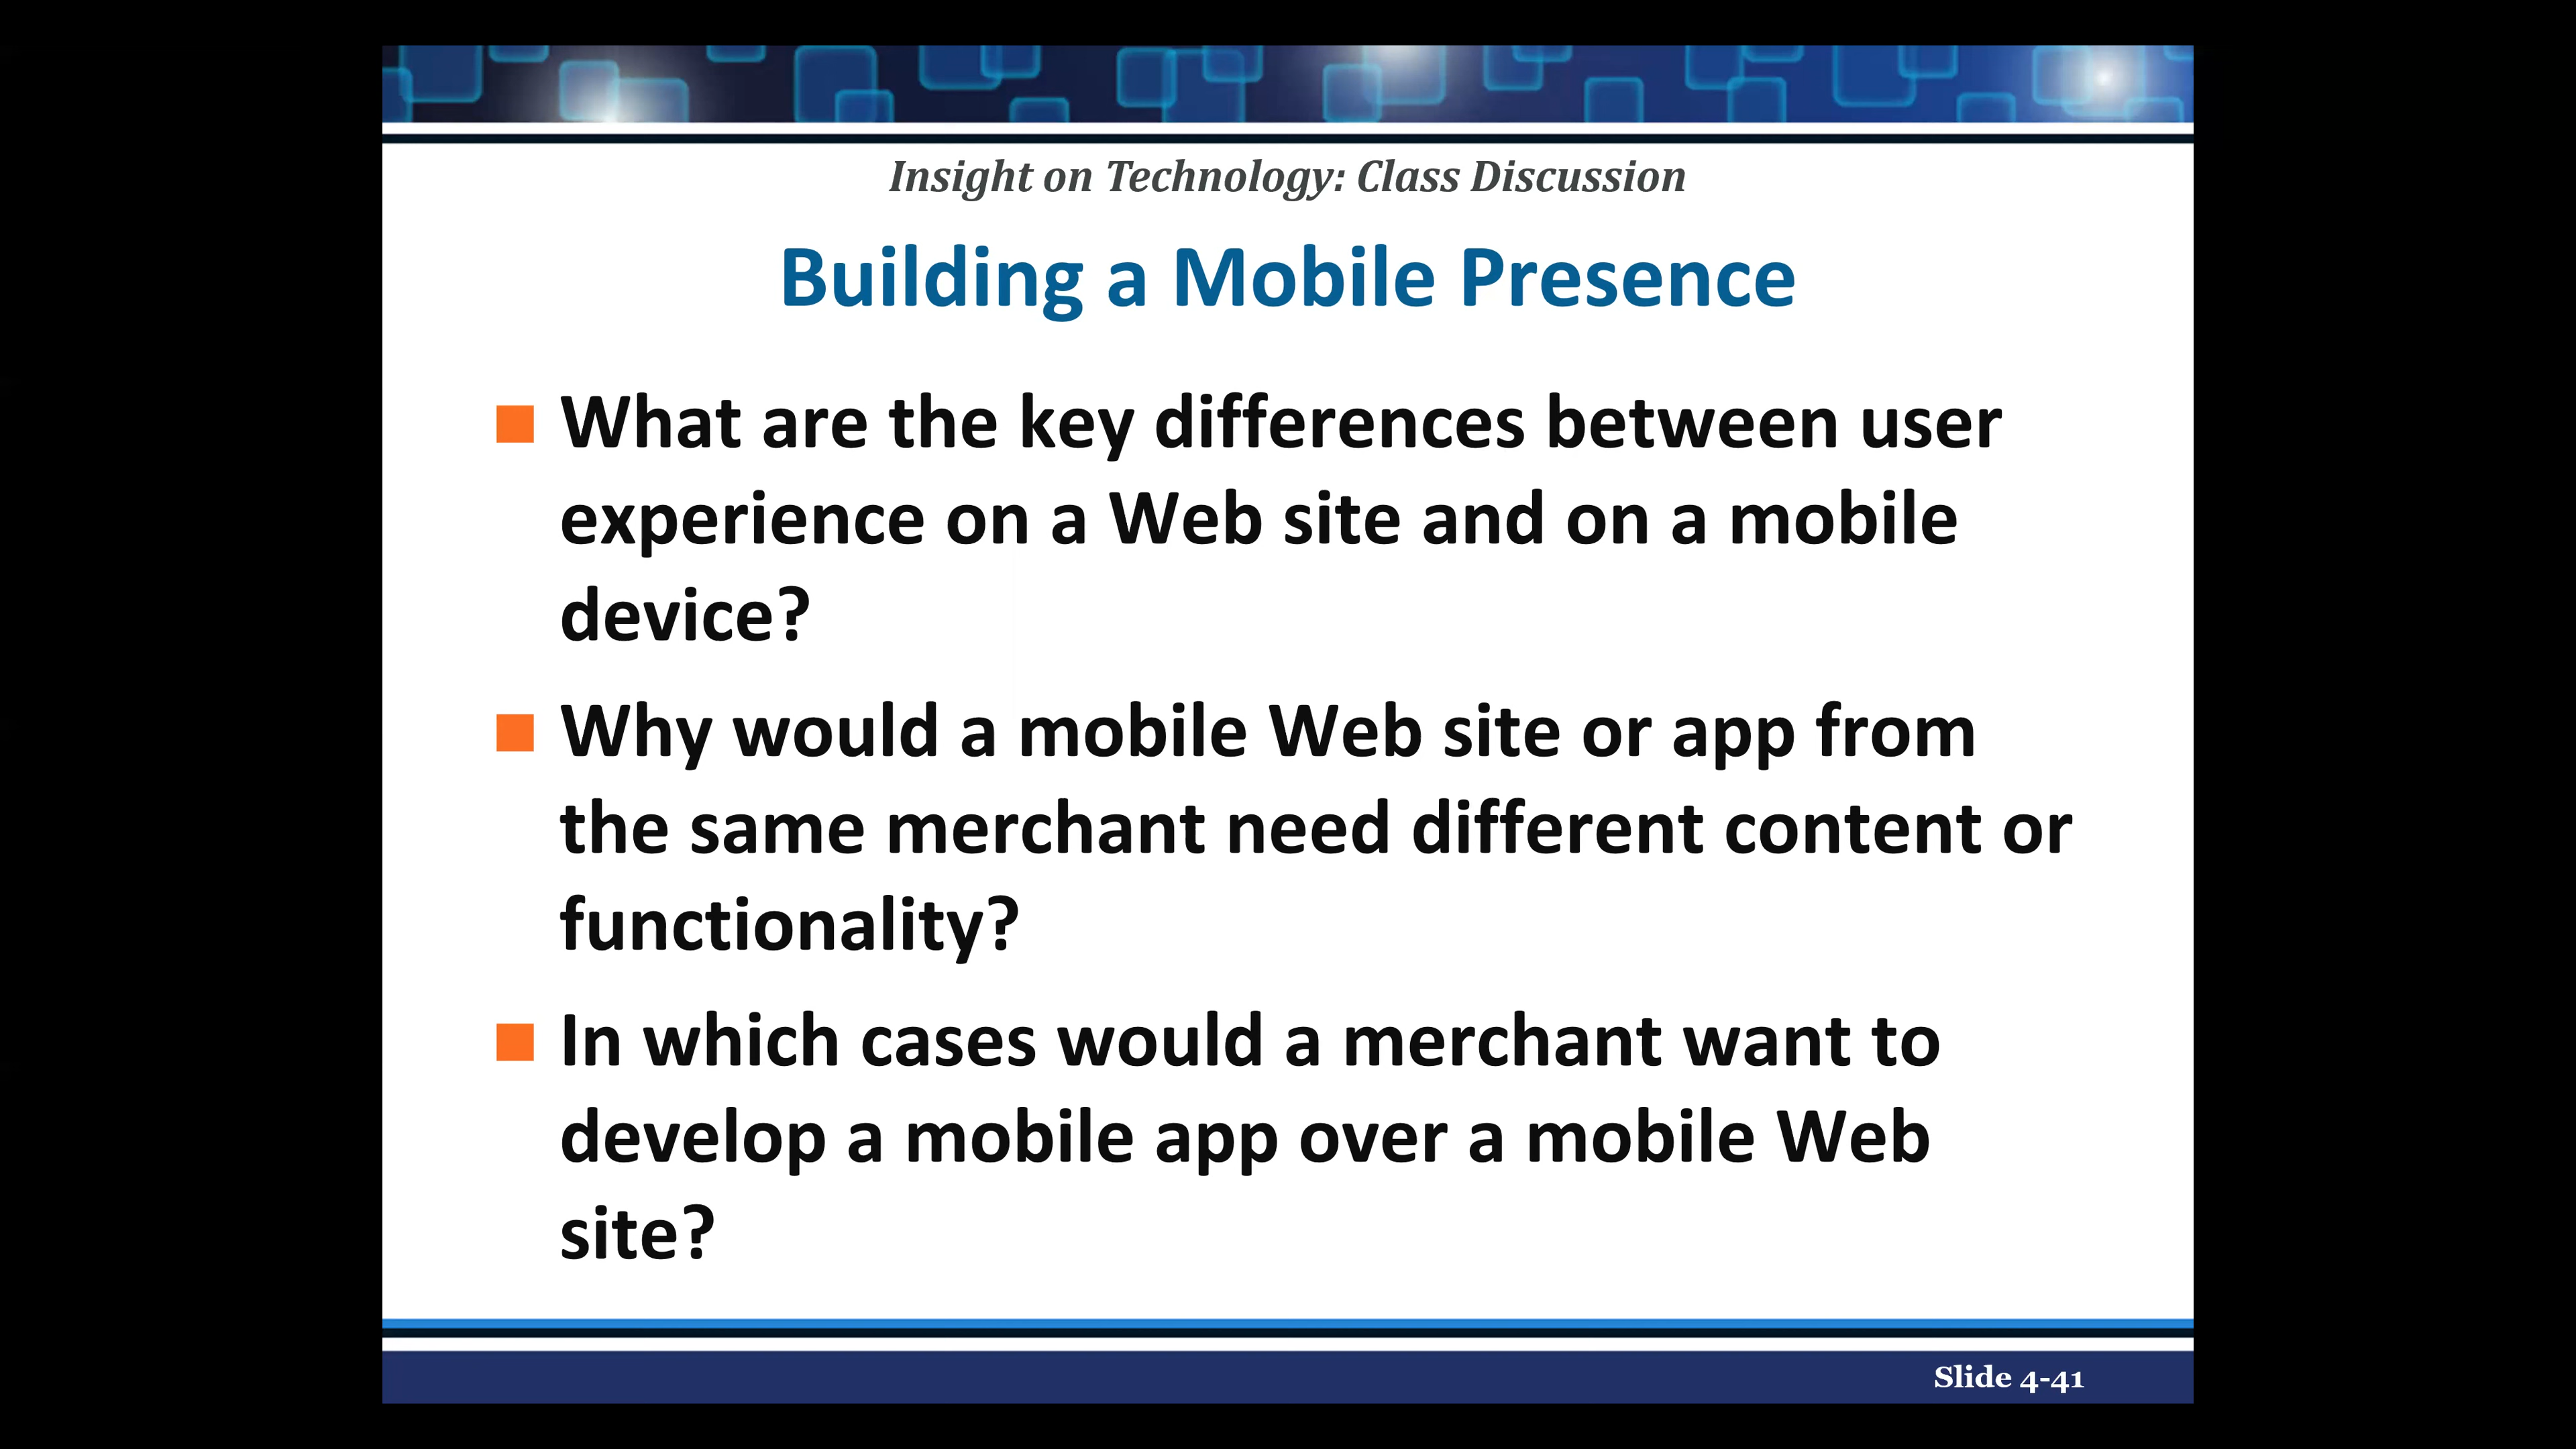 Insight on Technology: Class Discussion
Building a Mobile Presence
What are the key differences between user
experience on a Web site and on a mobile
device?
Why would a mobile Web site or app from
the same merchant need different content or
functionality?
In which cases would a merchant want to
develop a mobile app over a mobile Web
site?
Slide 4-41